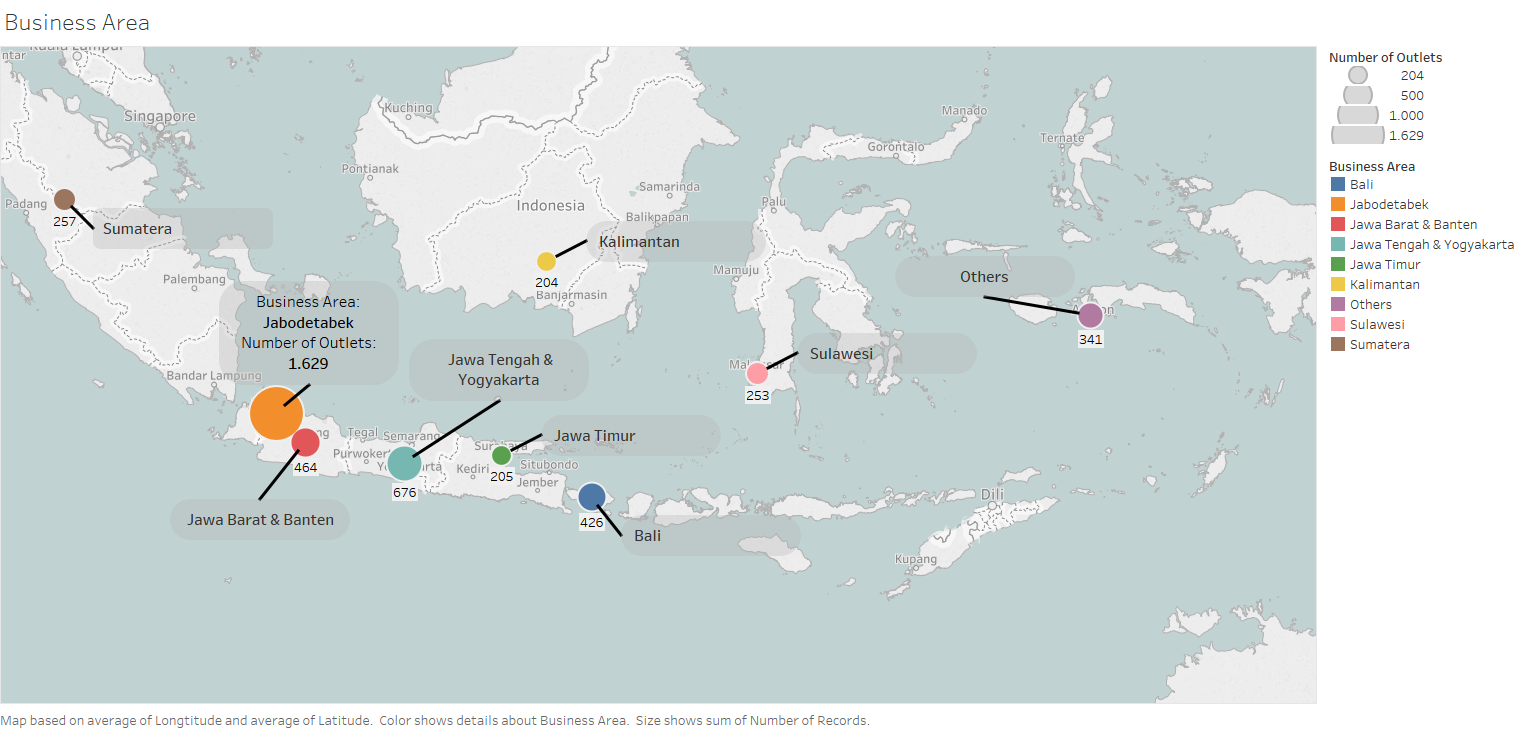 Business Area
Kuala Lumpur
ntar
Kuching
Singapore
Manado
Ternate
Gorontalo
Pontianak
Samarinda
Padang
257
Sumatera
Indonesia
Palu
Balikpapan
Kalimantan
204
Mamuju
Others
Palembang
Banjarmasin
341
Business Area:
Jabodetabek
Number of Outlets:
1.629
Jawa Tengah &
Yogyakarta
Sulawesi
253
Bandar Lampung
Tegal
Semarang
Jawa Timur
464
Kediri
205
Situbondo
Jember
676
Jawa Barat & Banten
426
Bali
Dili
Kupang
Number of Outlets
204
500
1.000
1.629
Business Area
Bali
Jabodetabek
Jawa Barat & Banten
Jawa Tengah & Yogyakarta
Jawa Timur
Kalimantan
Others
Sulawesi
Sumatera
Map based on average of Longtitude and average of Latitude. Color shows details about Business Area. Size shows sum of Number of Records.